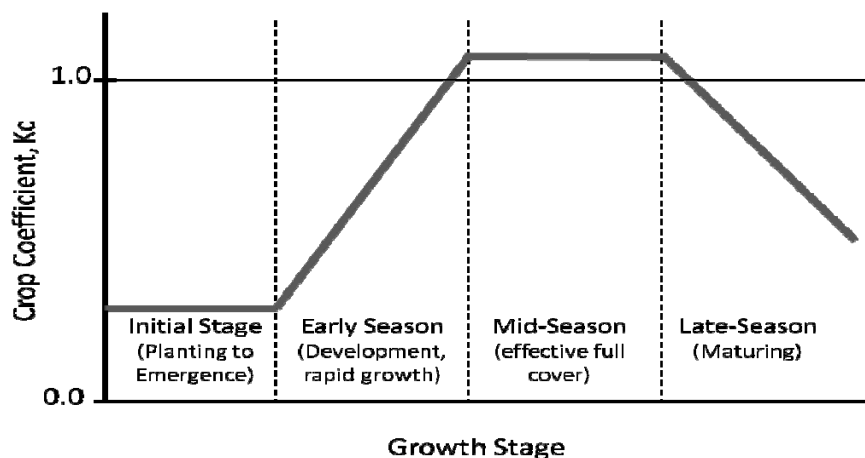 1.0
Crop Coefficient, Kc
Initial Stage
(Planting to
Emergence)
Early Season
(Development,
rapid growth)
Mid-Season
(effective full
cover)
Late-Season
(Maturing)
0.0
Growth Stage